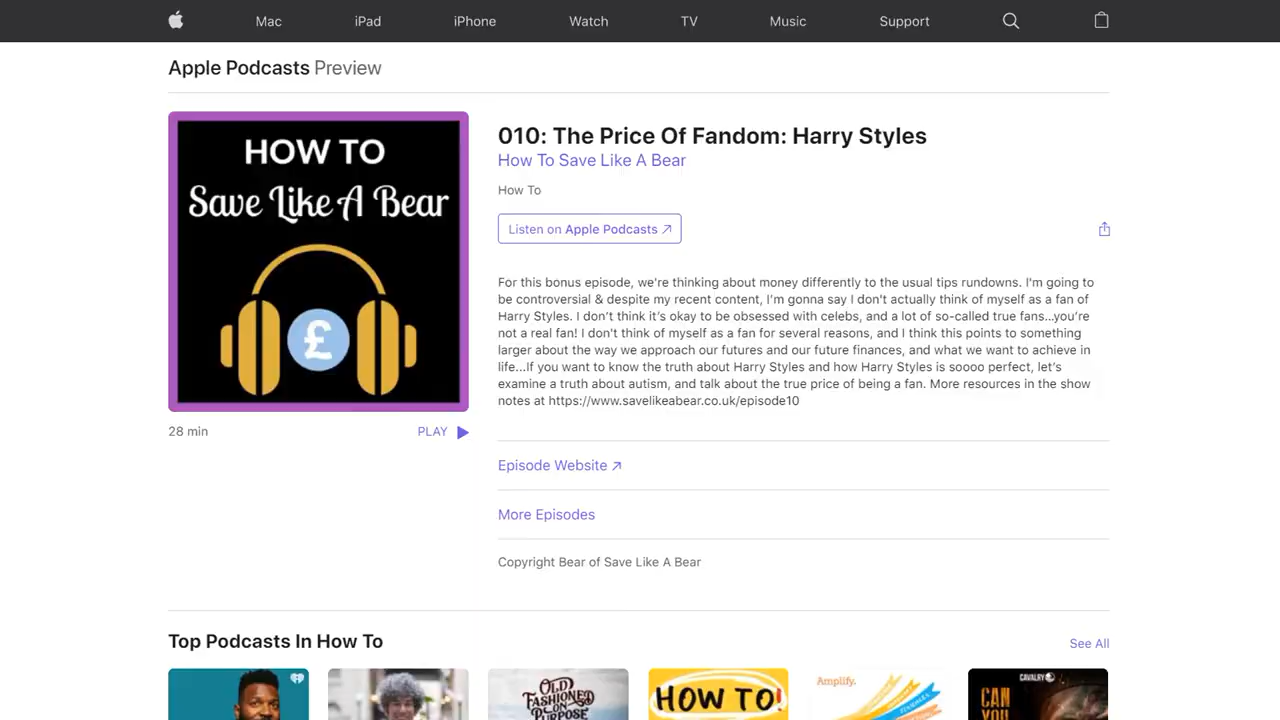 Mac iPad iPhone Watch TV Music Support
Apple Podcasts Preview
HOW TO
Save Like A Bear
£
28 min
PLAY
010: The Price Of Fandom: Harry Styles
How To Save Like A Bear
How To
Listen on Apple Podcasts ↗
For this bonus episode, we're thinking about money differently to the usual tips rundowns. I'm going to
be controversial & despite my recent content, I'm gonna say I don't actually think of myself as a fan of
Harry Styles. I don't think it's okay to be obsessed with celebs, and a lot of so-called true fans...you're
not a real fan! I don't think of myself as a fan for several reasons, and I think this points to something
larger about the way we approach our futures and our future finances, and what we want to achieve in
life...If you want to know the truth about Harry Styles and how Harry Styles is soooo perfect, let's
examine a truth about autism, and talk about the true price of being a fan. More resources in the show
notes at https://www.savelikeabear.co.uk/episode10
Episode Website ↗
More Episodes
Copyright Bear of Save Like A Bear
Top Podcasts In How To
See All
OLD
FASHIONED
ON
PURPOSE
HOW TO!
Amplify.
CAVALRY
CAN
YOU